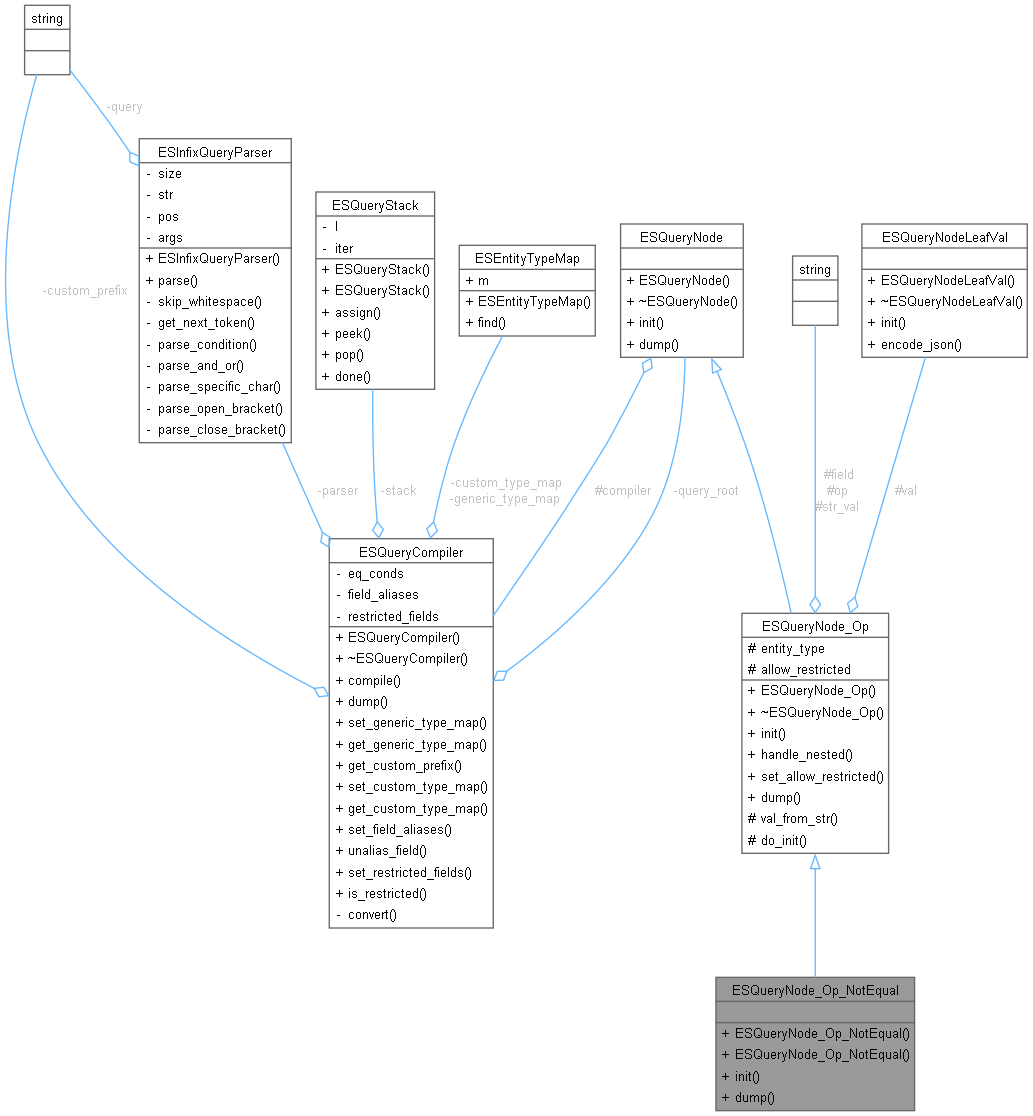 string
-query
ESInfixQueryParser
- size
- str
- pos
- args
+ ESInfixQueryParser()
+ parse()
- skip_whitespace()
- get_next_token()
- parse_condition()
- parse_and_or()
- parse_specific_char()
- parse_open_bracket()
- parse_close_bracket()
-custom_prefix
ESQueryStack
- l
- iter
+ ESQueryStack()
+ ESQueryStack()
+ assign()
+ peek()
+ pop()
+ done()
ESEntityTypeMap
+ m
+ ESEntityTypeMap()
+ find()
ESQueryNode
+ ESQueryNode()
+ ~ESQueryNode()
+ init()
+ dump()
string
ESQueryNodeLeafVal
+ ESQueryNodeLeafVal()
+ ~ESQueryNodeLeafVal()
+ init()
+ encode_json()
-parser
-stack
-custom_type_map
-generic_type_map
#compiler
-query_root
#field
#op
#str_val
#val
ESQueryCompiler
- eq_conds
- field_aliases
- restricted_fields
+ ESQueryCompiler()
+ ~ESQueryCompiler()
+ compile()
+ dump()
+ set_generic_type_map()
+ get_generic_type_map()
+ get_custom_prefix()
+ set_custom_type_map()
+ get_custom_type_map()
+ set_field_aliases()
+ unalias_field()
+ set_restricted_fields()
+ is_restricted()
- convert()
ESQueryNode_Op
# entity_type
# allow_restricted
+ ESQueryNode_Op()
+ ~ESQueryNode_Op()
+ init()
+ handle_nested()
+ set_allow_restricted()
+ dump()
# val_from_str()
# do_init()
ESQueryNode_Op_NotEqual
+ ESQueryNode_Op_NotEqual()
+ ESQueryNode_Op_NotEqual()
+ init()
+ dump()